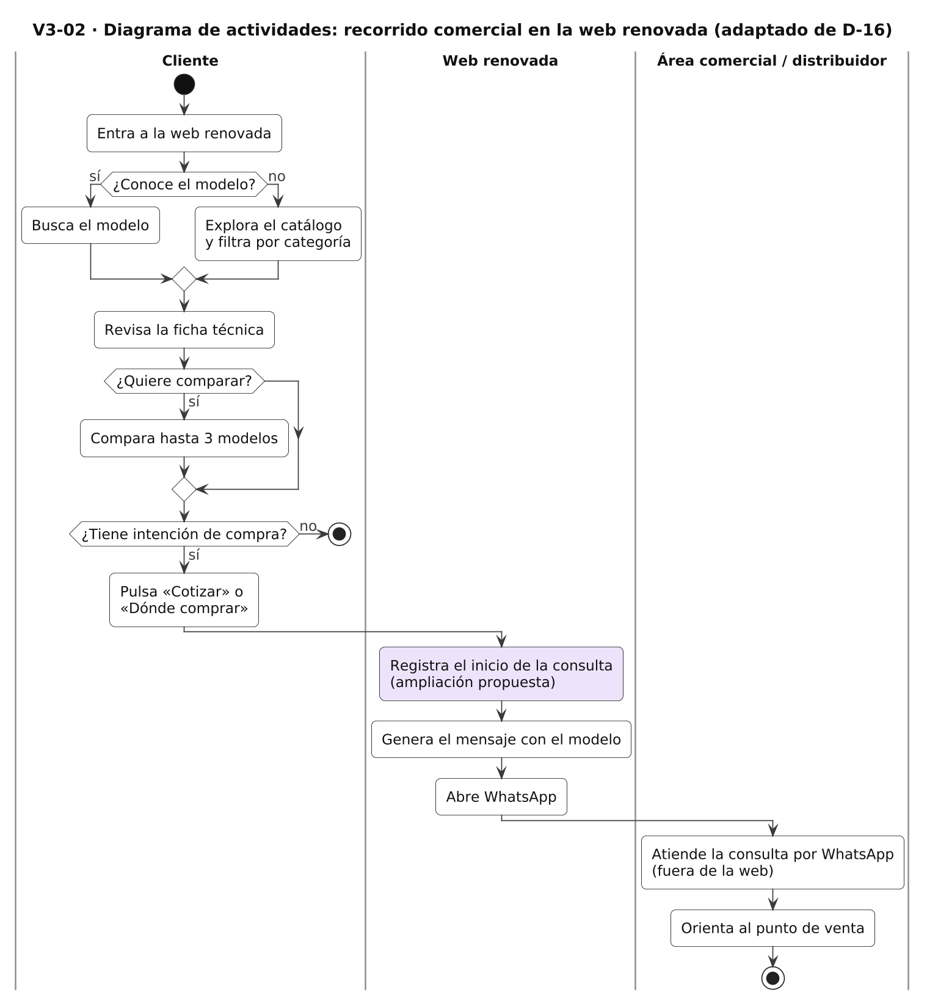 V3-02 · Diagrama de actividades: recorrido comercial en la web renovada (adaptado de D-16)
Cliente
Web renovada
Área comercial / distribuidor
Entra a la web renovada
sí
¿Conoce el modelo?
no
Busca el modelo
Explora el catálogo
y filtra por categoría
Revisa la ficha técnica
¿Quiere comparar?
sí
Compara hasta 3 modelos
¿Tiene intención de compra?
no
sí
Pulsa «Cotizar» o
«Dónde comprar»
Registra el inicio de la consulta
(ampliación propuesta)
Genera el mensaje con el modelo
Abre WhatsApp
Atiende la consulta por WhatsApp
(fuera de la web)
Orienta al punto de venta